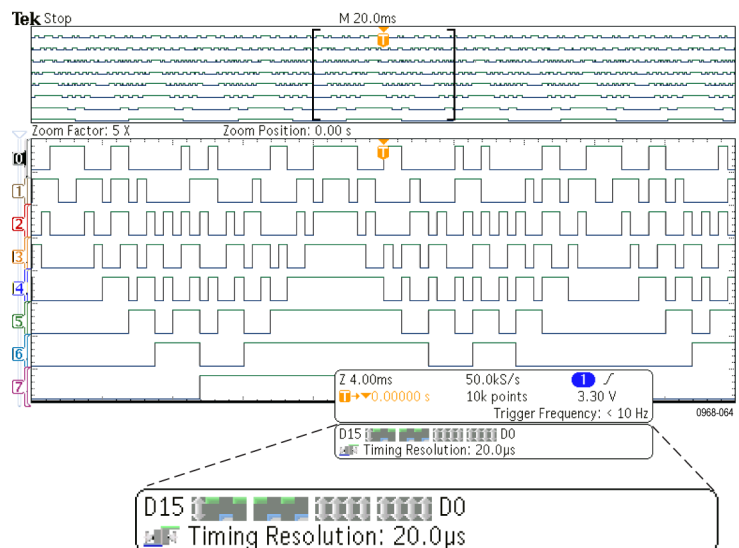 Tek Stop M 20.0ms
T
Zoom Factor: 5 X Zoom Position: 0.00 s
T
0
1
2
3
4
5
6
7
Z 4.00ms 50.0kS/s 1
T 0.00000 s 10k points 3.30 V
Trigger Frequency: < 10 Hz
0968-064
D15 D0
Timing Resolution: 20.0µs
D15 D0
Timing Resolution: 20.0µs